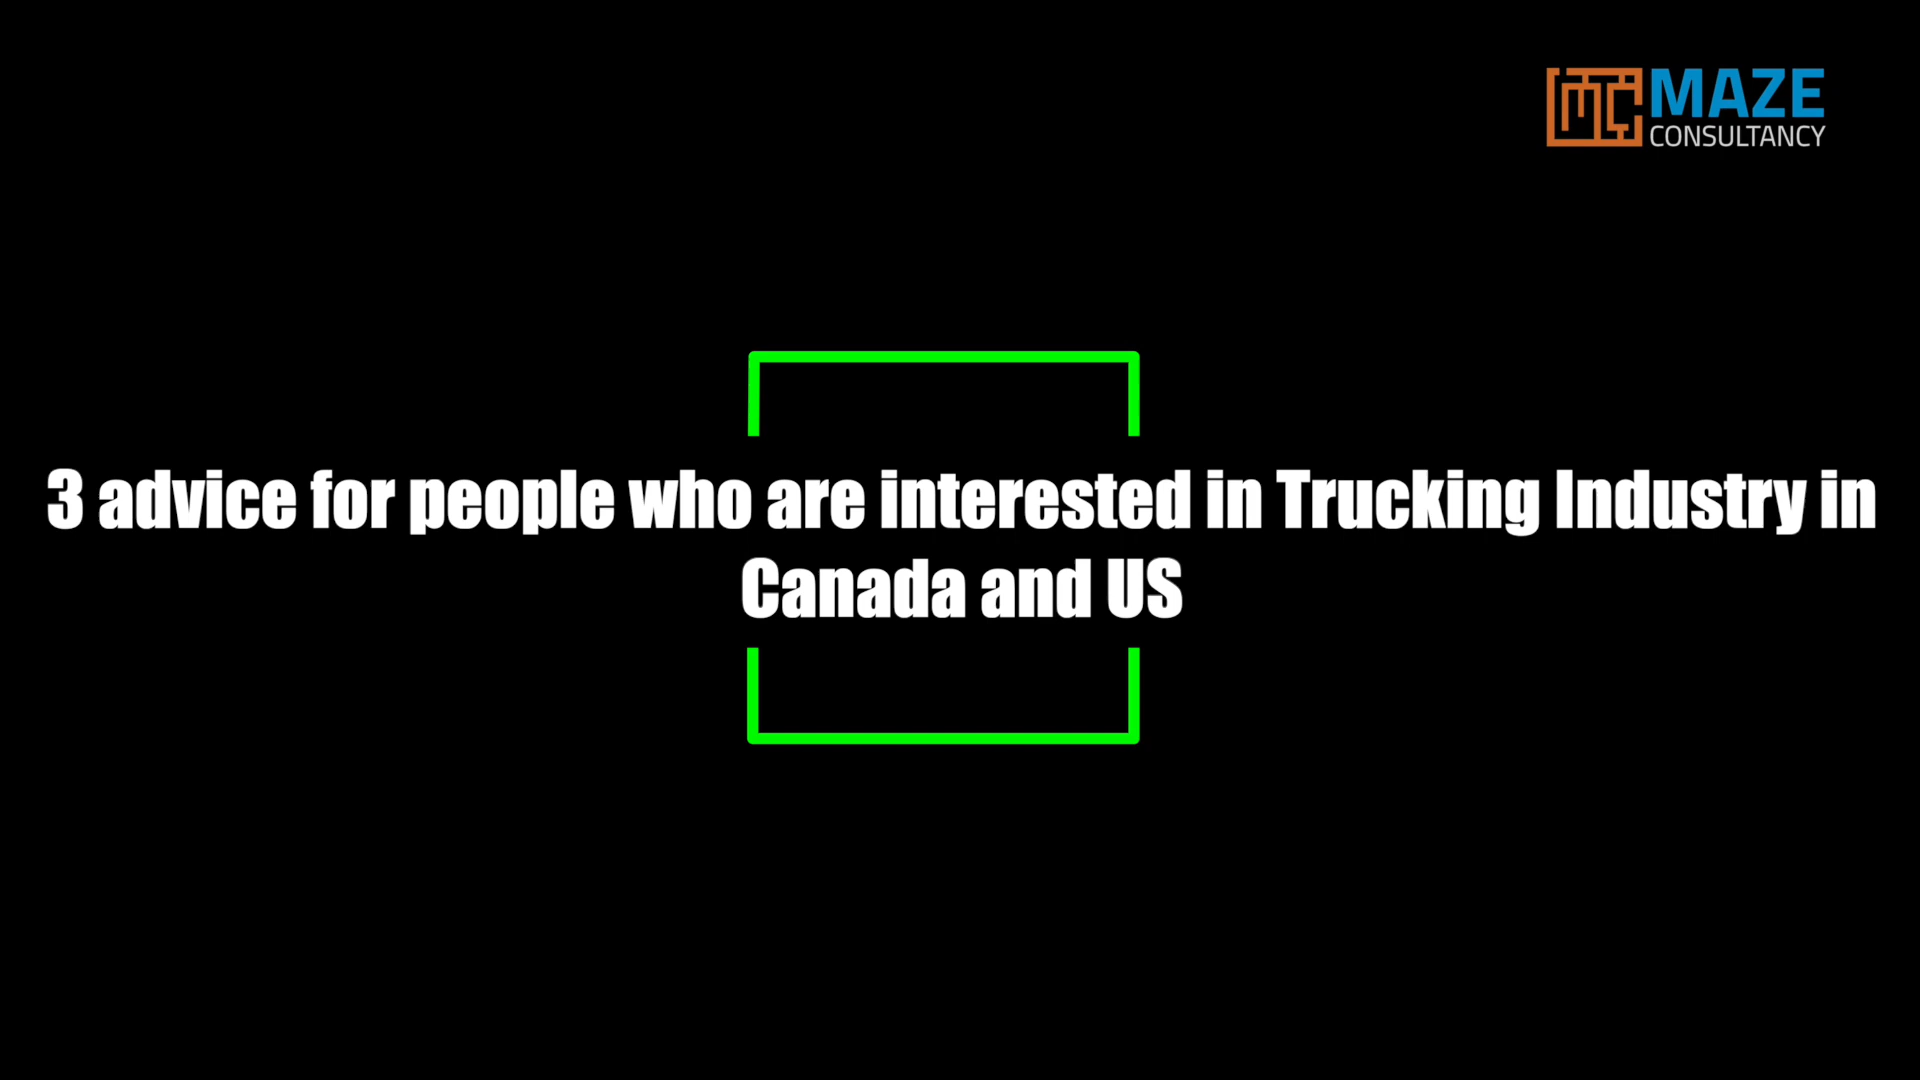 MAZE
CONSULTANCY
3 advice for people who are interested in Trucking Industry in
Canada and US